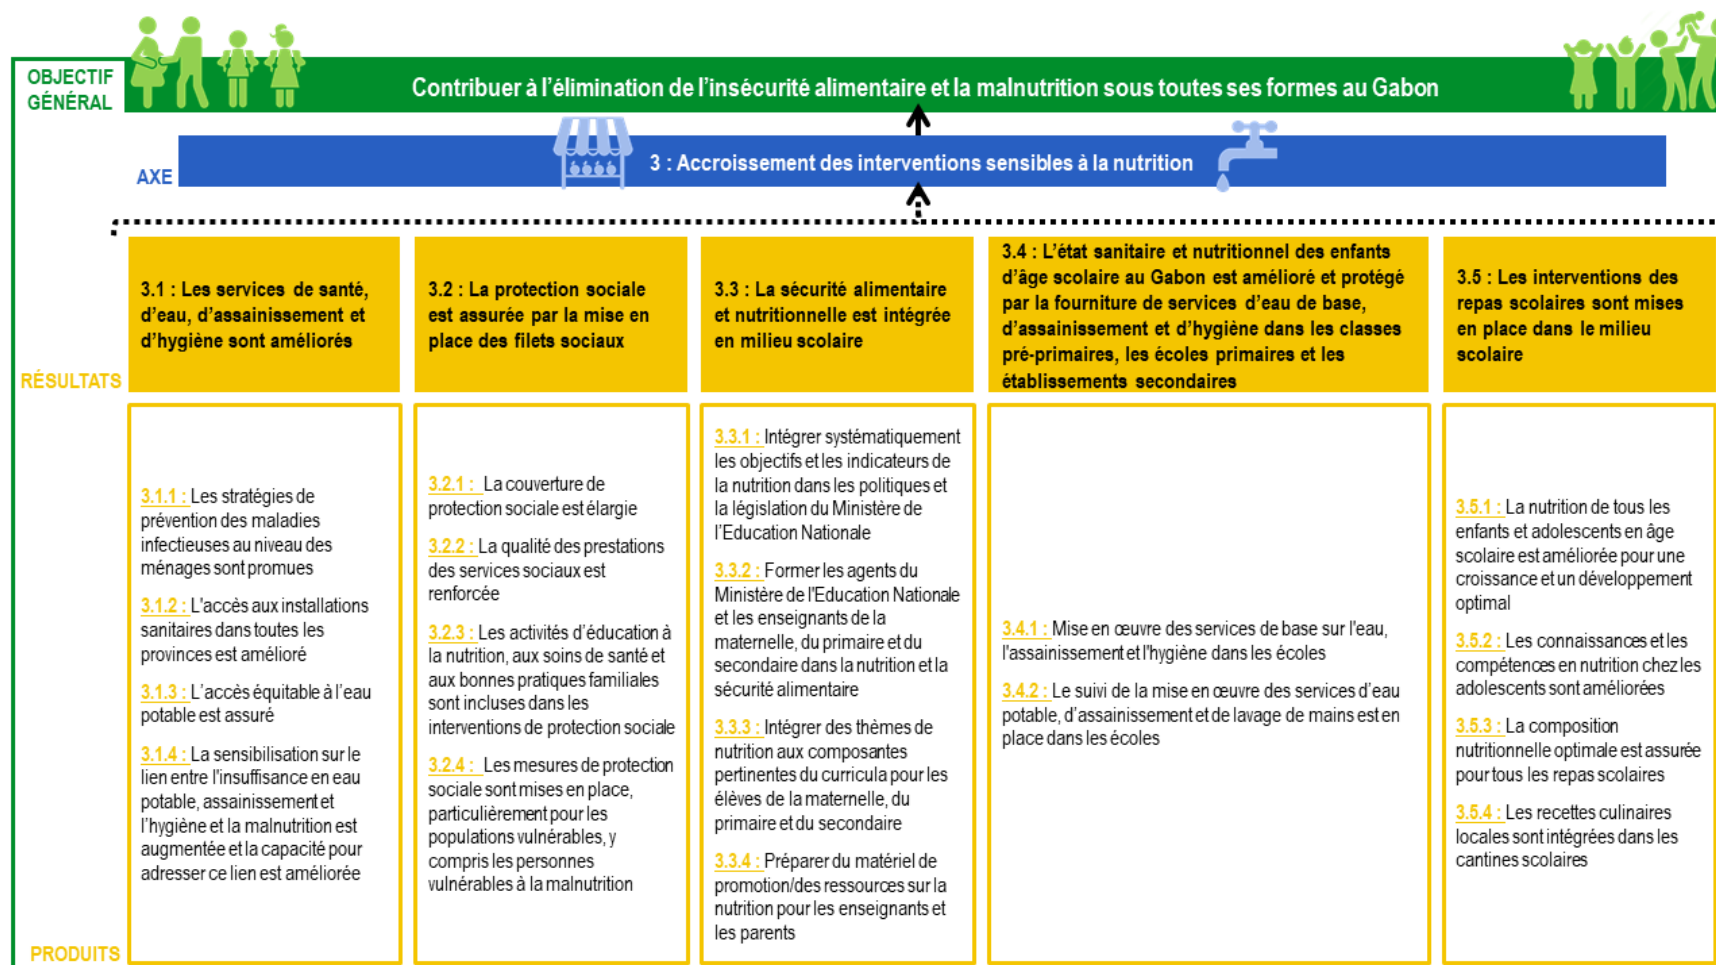 OBJECTIF
GÉNÉRAL
Contribuer à l’élimination de l’insécurité alimentaire et la malnutrition sous toutes ses formes au Gabon
AXE
3 : Accroissement des interventions sensibles à la nutrition
RÉSULTATS
3.1 : Les services de santé,
d’eau, d’assainissement et
d’hygiène sont améliorés
3.2 : La protection sociale
est assurée par la mise en
place des filets sociaux
3.3 : La sécurité alimentaire
et nutritionnelle est intégrée
en milieu scolaire
3.4 : L’état sanitaire et nutritionnel des enfants
d’âge scolaire au Gabon est amélioré et protégé
par la fourniture de services d’eau de base,
d’assainissement et d’hygiène dans les classes
pré-primaires, les écoles primaires et les
établissements secondaires
3.5 : Les interventions des
repas scolaires sont mises
en place dans le milieu
scolaire
PRODUITS
3.1.1 : Les stratégies de
prévention des maladies
infectieuses au niveau des
ménages sont promues
3.1.2 : L'accès aux installations
sanitaires dans toutes les
provinces est amélioré
3.1.3 : L’accès équitable à l’eau
potable est assuré
3.1.4 : La sensibilisation sur le
lien entre l'insuffisance en eau
potable, assainissement et
l’hygiène et la malnutrition est
augmentée et la capacité pour
adresser ce lien est améliorée
3.2.1 : La couverture de
protection sociale est élargie
3.2.2 : La qualité des prestations
des services sociaux est
renforcée
3.2.3 : Les activités d’éducation à
la nutrition, aux soins de santé et
aux bonnes pratiques familiales
sont incluses dans les
interventions de protection sociale
3.2.4 : Les mesures de protection
sociale sont mises en place,
particulièrement pour les
populations vulnérables, y
compris les personnes
vulnérables à la malnutrition
3.3.1 : Intégrer systématiquement
les objectifs et les indicateurs de
la nutrition dans les politiques et
la législation du Ministère de
l’Education Nationale
3.3.2 : Former les agents du
Ministère de l'Education Nationale
et les enseignants de la
maternelle, du primaire et du
secondaire dans la nutrition et la
sécurité alimentaire
3.3.3 : Intégrer des thèmes de
nutrition aux composantes
pertinentes du curricula pour les
élèves de la maternelle, du
primaire et du secondaire
3.3.4 : Préparer du matériel de
promotion/des ressources sur la
nutrition pour les enseignants et
les parents
3.4.1 : Mise en œuvre des services de base sur l'eau,
l'assainissement et l'hygiène dans les écoles
3.4.2 : Le suivi de la mise en œuvre des services d’eau
potable, d’assainissement et de lavage de mains est en
place dans les écoles
3.5.1 : La nutrition de tous les
enfants et adolescents en âge
scolaire est améliorée pour une
croissance et un développement
optimal
3.5.2 : Les connaissances et les
compétences en nutrition chez les
adolescents sont améliorées
3.5.3 : La composition
nutritionnelle optimale est assurée
pour tous les repas scolaires
3.5.4 : Les recettes culinaires
locales sont intégrées dans les
cantines scolaires